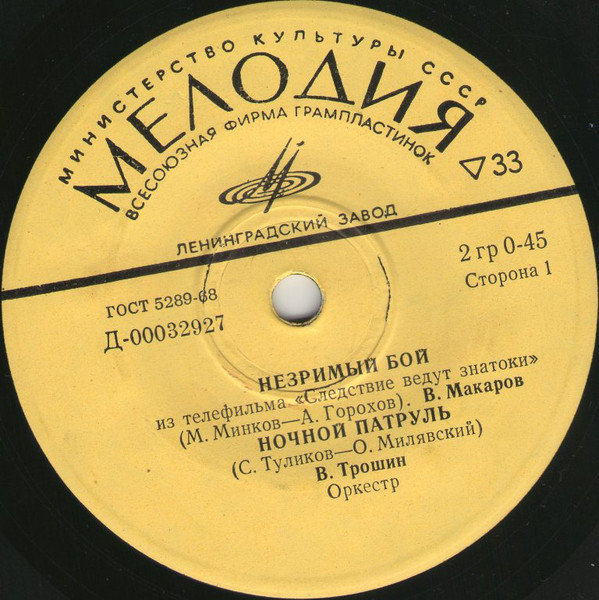 МИНИСТЕРСТВО КУЛЬТУРЫ СССР
МЕЛОДИЯ
ВСЕСОЮЗНАЯ ФИРМА ГРАМПЛАСТИНОК
33
ЛЕНИНГРАДСКИЙ ЗАВОД
ГОСТ 5289-68
Д-00032927
2 гр 0-45
Сторона 1
НЕЗРИМЫЙ БОЙ
из телефильма «Следствие ведут знатоки»
(М. Минков—А. Горохов). В. Макаров
НОЧНОЙ ПАТРУЛЬ
(С. Туликов—О. Милявский)
В. Трошин
Оркестр